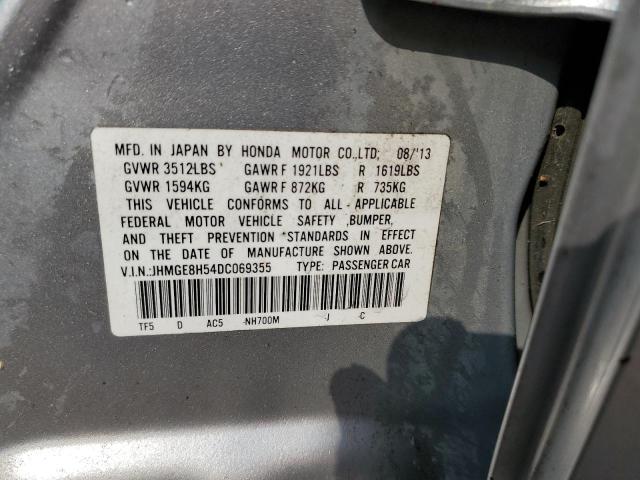 MFD. IN JAPAN BY HONDA MOTOR CO.,LTD; 08/'13
GVWR 3512LBS GAWR F 1921LBS R 1619LBS
GVWR 1594KG GAWR F 872KG R 735KG
THIS VEHICLE CONFORMS TO ALL APPLICABLE
FEDERAL MOTOR VEHICLE SAFETY ,BUMPER,
AND THEFT PREVENTION STANDARDS IN EFFECT
ON THE DATE OF MANUFACTURE SHOWN ABOVE.
V.I.N.:JHMGE8H54DC069355 TYPE: PASSENGER CAR
TF5 D AC5 -NH700M -J -C